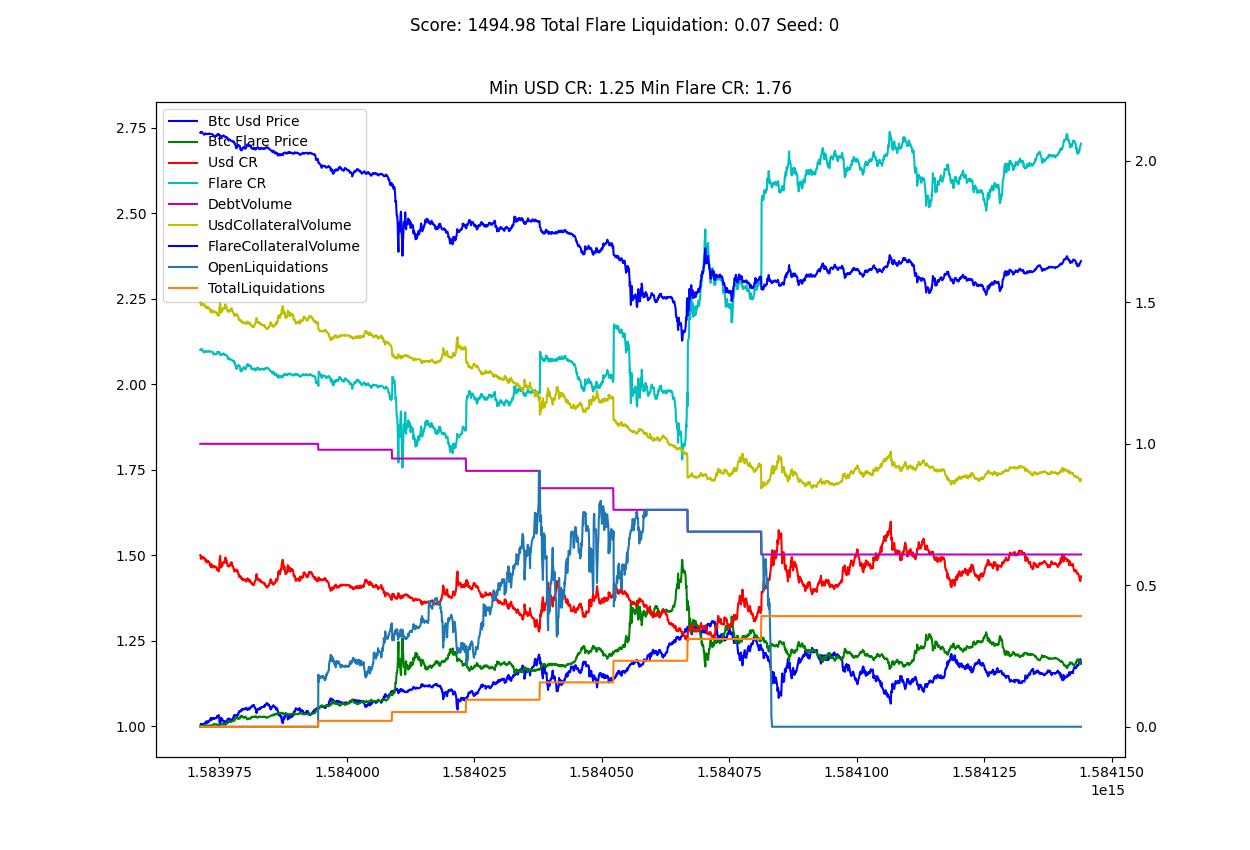 Score: 1494.98 Total Flare Liquidation: 0.07 Seed: 0
Min USD CR: 1.25 Min Flare CR: 1.76
Btc Usd Price
Btc Flare Price
Usd CR
Flare CR
DebtVolume
UsdCollateralVolume
FlareCollateralVolume
OpenLiquidations
TotalLiquidations
2.75
2.50
2.25
2.00
1.75
1.50
1.25
1.00
2.0
1.5
1.0
0.5
0.0
1.583975 1.584000 1.584025 1.584050 1.584075 1.584100 1.584125 1.584150
1e15